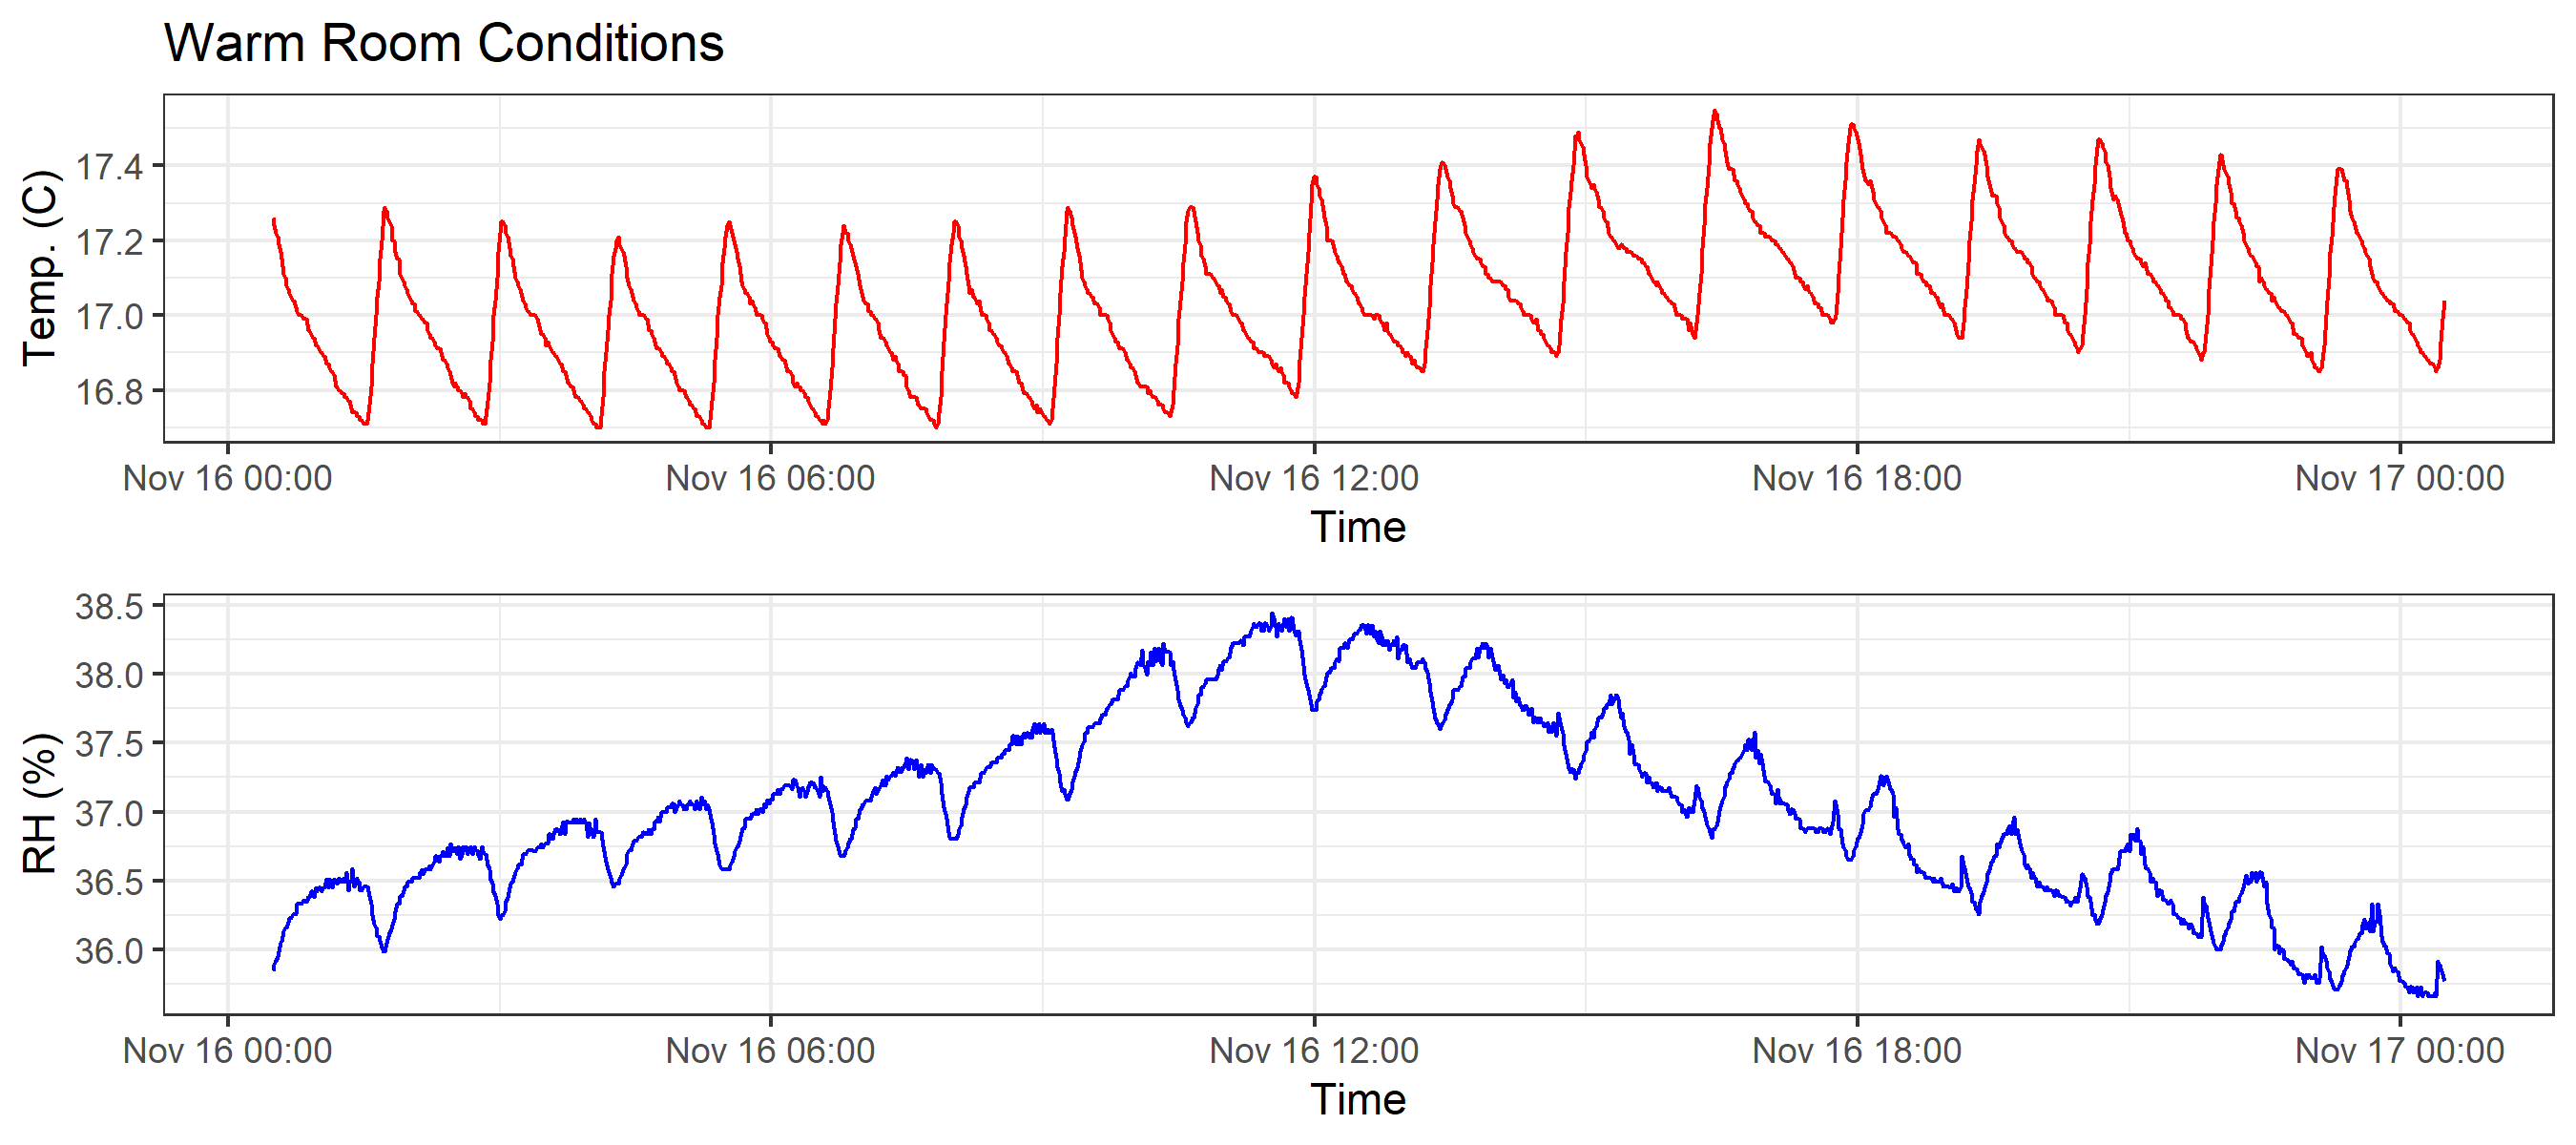 Warm Room Conditions
Temp. (C)
17.4
17.2
17.0
16.8
Nov 16 00:00 Nov 16 06:00 Nov 16 12:00 Nov 16 18:00 Nov 17 00:00
Time
RH (%)
38.5
38.0
37.5
37.0
36.5
36.0
Nov 16 00:00 Nov 16 06:00 Nov 16 12:00 Nov 16 18:00 Nov 17 00:00
Time